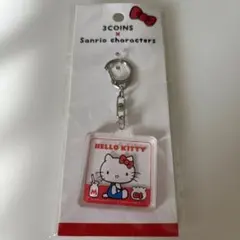 3COINS
×
Sanrio characters
HELLO KITTY
M